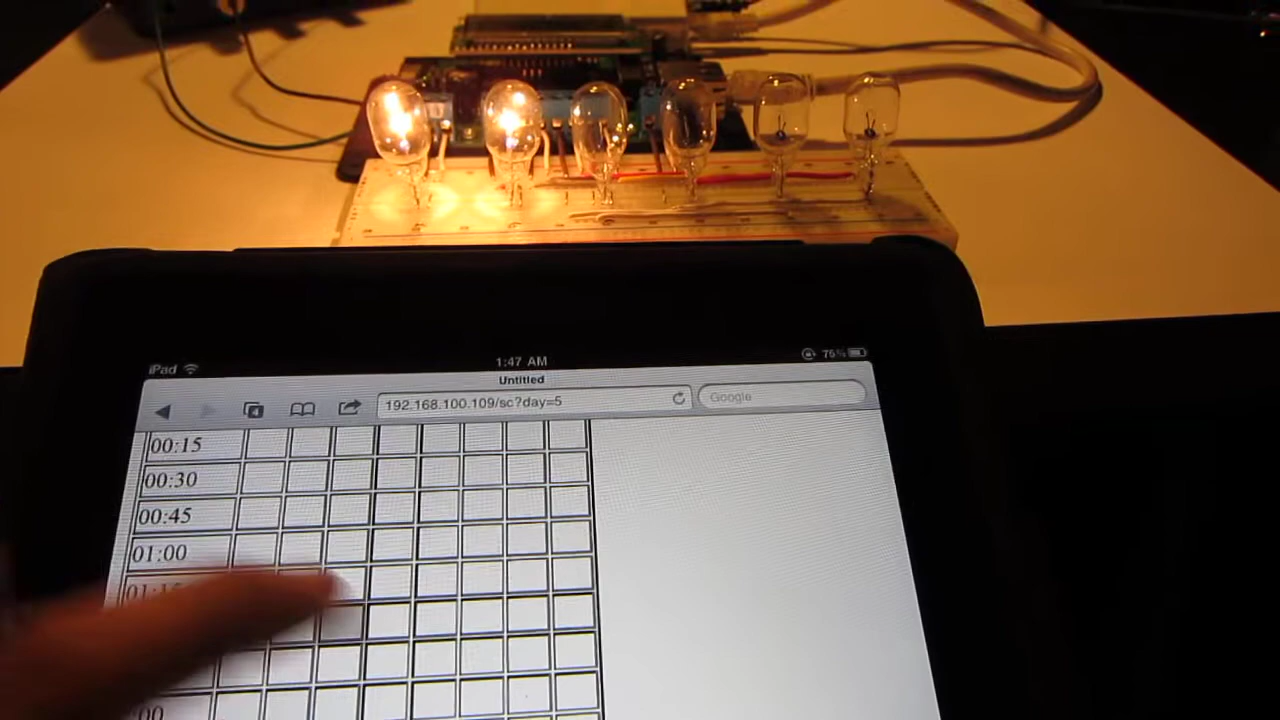 iPad 1:47 AM 76%
Untitled
192.168.100.109/sc?day=5 Google
00:15
00:30
00:45
01:00